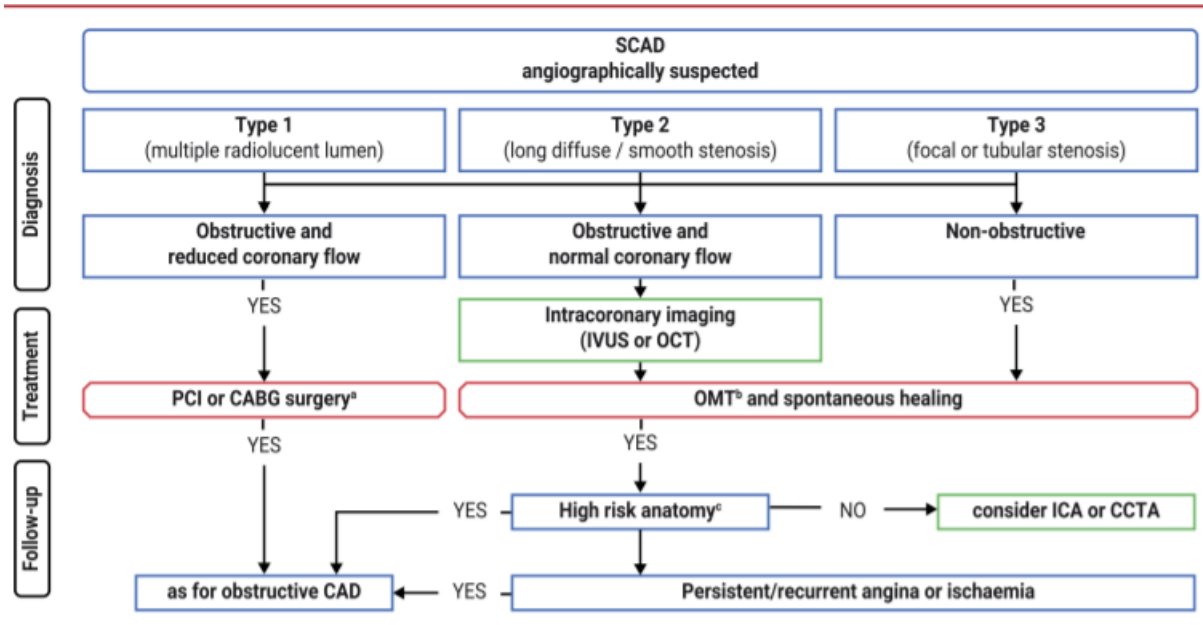 SCAD
angiographically suspected
Diagnosis
Type 1
(multiple radiolucent lumen)
Type 2
(long diffuse / smooth stenosis)
Type 3
(focal or tubular stenosis)
Obstructive and
reduced coronary flow
Obstructive and
normal coronary flow
Non-obstructive
YES
Intracoronary imaging
(IVUS or OCT)
YES
Treatment
PCI or CABG surgeryᵃ
OMTᵇ and spontaneous healing
YES
YES
Follow-up
YES
High risk anatomyᶜ
NO
consider ICA or CCTA
as for obstructive CAD
YES
Persistent/recurrent angina or ischaemia